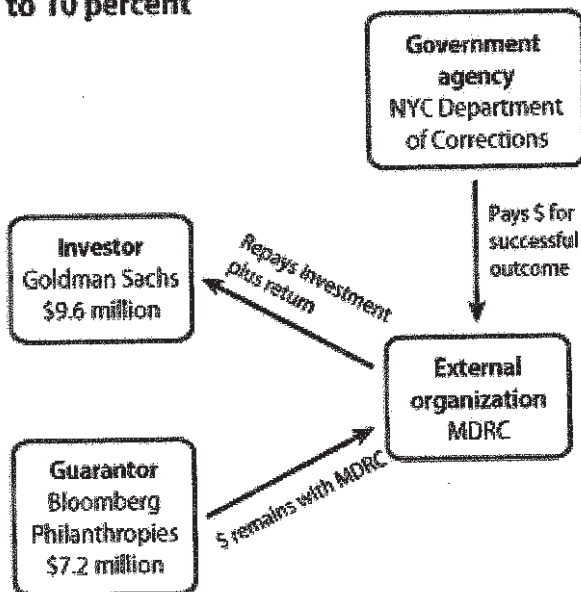 to 10 percent
Government
agency
NYC Department
of Corrections
Pays $ for
successful
outcome
Investor
Goldman Sachs
$9.6 million
Repays investment
plus return
External
organization
MDRC
Guarantor
Bloomberg
Philanthropies
$7.2 million
$ remains with MDRC